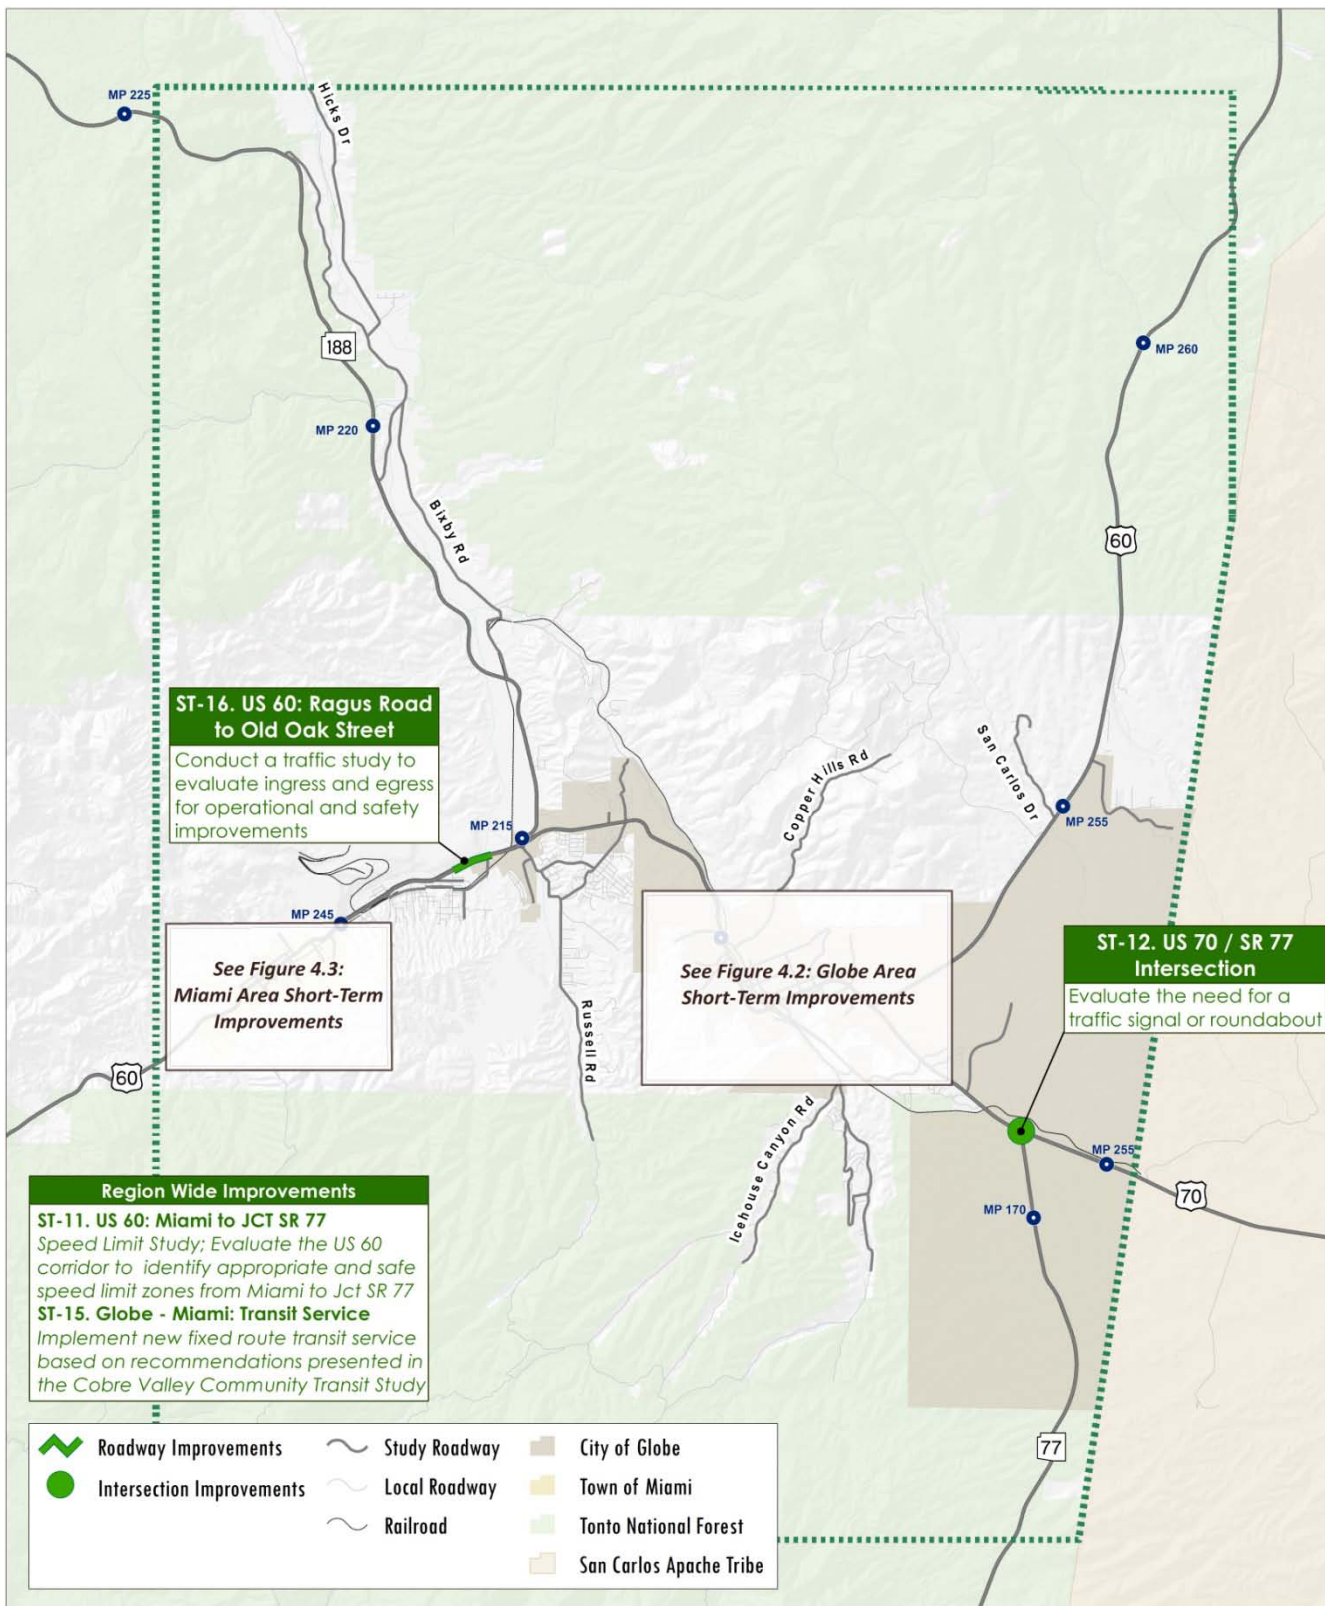 MP 225
Hicks Dr
188
MP 260
MP 220
Bixby Rd
60
ST-16. US 60: Ragus Road
to Old Oak Street
Conduct a traffic study to
evaluate ingress and egress
for operational and safety
improvements
San Carlos Dr
Copper Hills Rd
MP 255
MP 215
MP 245
See Figure 4.3:
Miami Area Short-Term
Improvements
See Figure 4.2: Globe Area
Short-Term Improvements
ST-12. US 70 / SR 77
Intersection
Evaluate the need for a
traffic signal or roundabout
Russell Rd
60
Icehouse Canyon Rd
MP 255
70
MP 170
Region Wide Improvements
ST-11. US 60: Miami to JCT SR 77
Speed Limit Study; Evaluate the US 60
corridor to identify appropriate and safe
speed limit zones from Miami to Jct SR 77
ST-15. Globe - Miami: Transit Service
Implement new fixed route transit service
based on recommendations presented in
the Cobre Valley Community Transit Study
77
Roadway Improvements
Intersection Improvements
Study Roadway
Local Roadway
Railroad
City of Globe
Town of Miami
Tonto National Forest
San Carlos Apache Tribe